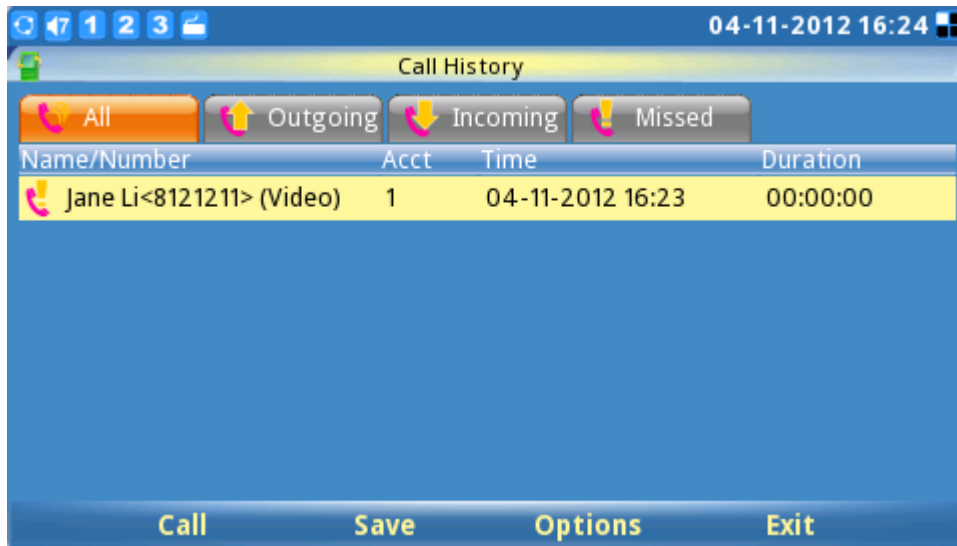 7 1 2 3 04-11-2012 16:24
Call History
All Outgoing Incoming Missed
Name/Number Acct Time Duration
Jane Li<8121211> (Video) 1 04-11-2012 16:23 00:00:00
Call Save Options Exit